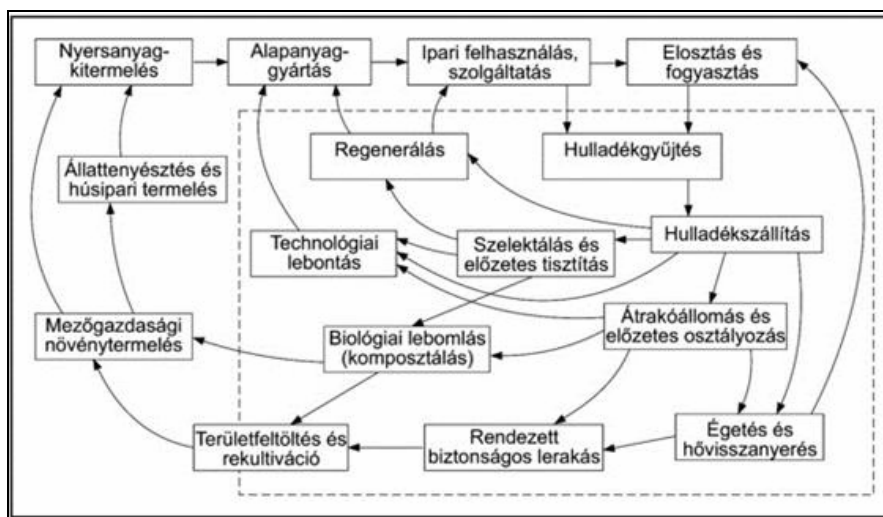 Nyersanyag-
kitermelés
Alapanyag-
gyártás
Ipari felhasználás,
szolgáltatás
Elosztás és
fogyasztás
Regenerálás
Hulladékgyűjtés
Állattenyésztés és
húsipari termelés
Technológiai
lebontás
Szelektálás és
előzetes tisztítás
Hulladékszállítás
Mezőgazdasági
növénytermelés
Biológiai lebomlás
(komposztálás)
Átrakóállomás és
előzetes osztályozás
Területfeltöltés és
rekultiváció
Rendezett
biztonságos lerakás
Égetés és
hővisszanyerés